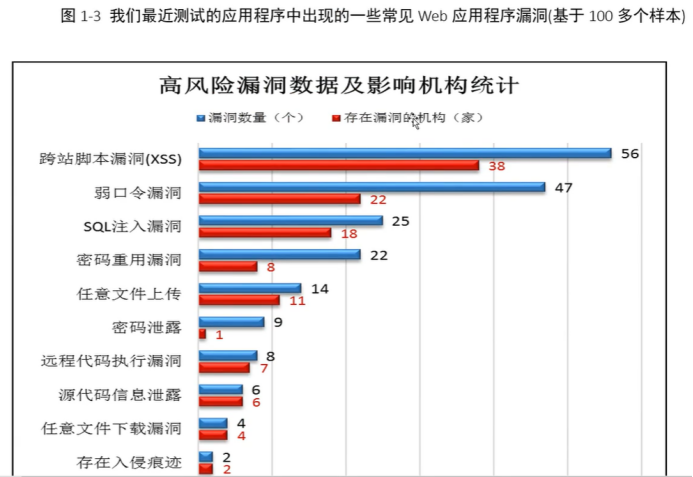 图 1-3 我们最近测试的应用程序中出现的一些常见 Web 应用程序漏洞(基于 100 多个样本)
高风险漏洞数据及影响机构统计
漏洞数量（个） 存在漏洞的机构（家）
跨站脚本漏洞(XSS) 56
38
弱口令漏洞 47
22
SQL注入漏洞 25
18
密码重用漏洞 22
8
任意文件上传 14
11
密码泄露 9
1
远程代码执行漏洞 8
7
源代码信息泄露 6
6
任意文件下载漏洞 4
4
存在入侵痕迹 2
2